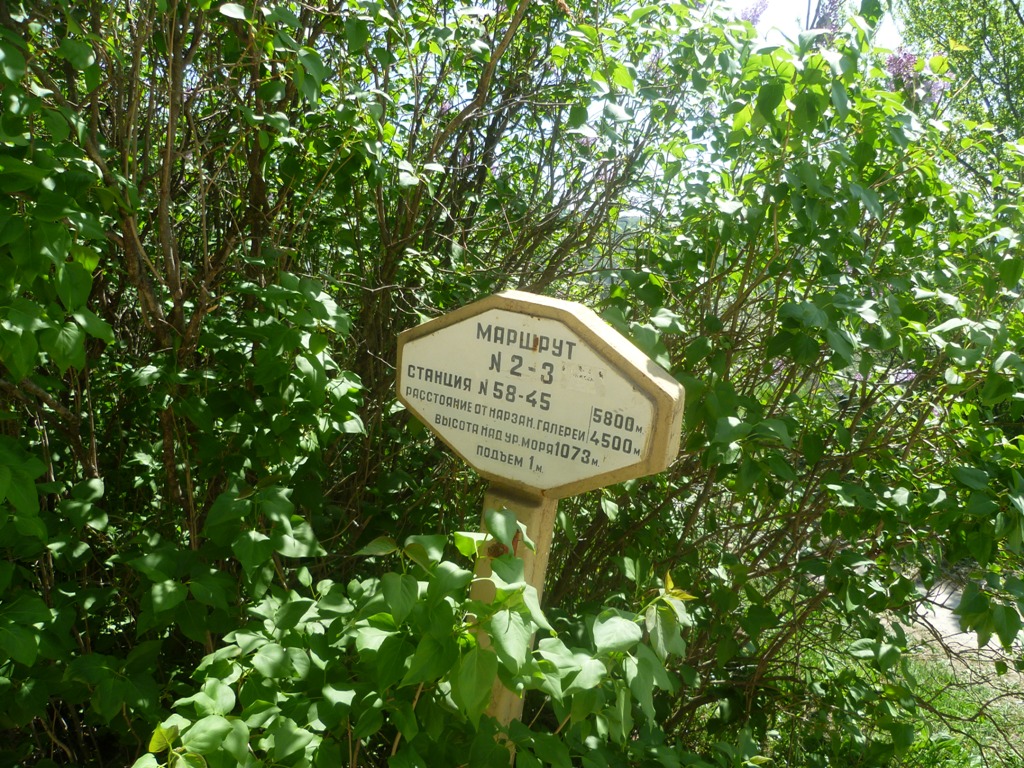 МАРШРУТ
N 2-3
СТАНЦИЯ N 58-45
РАССТОЯНИЕ ОТ НАРЗАН. ГАЛЕРЕИ 5800 м 4500 м
ВЫСОТА НАД УР. МОРЯ 1073 м.
ПОДЪЕМ 1 м.